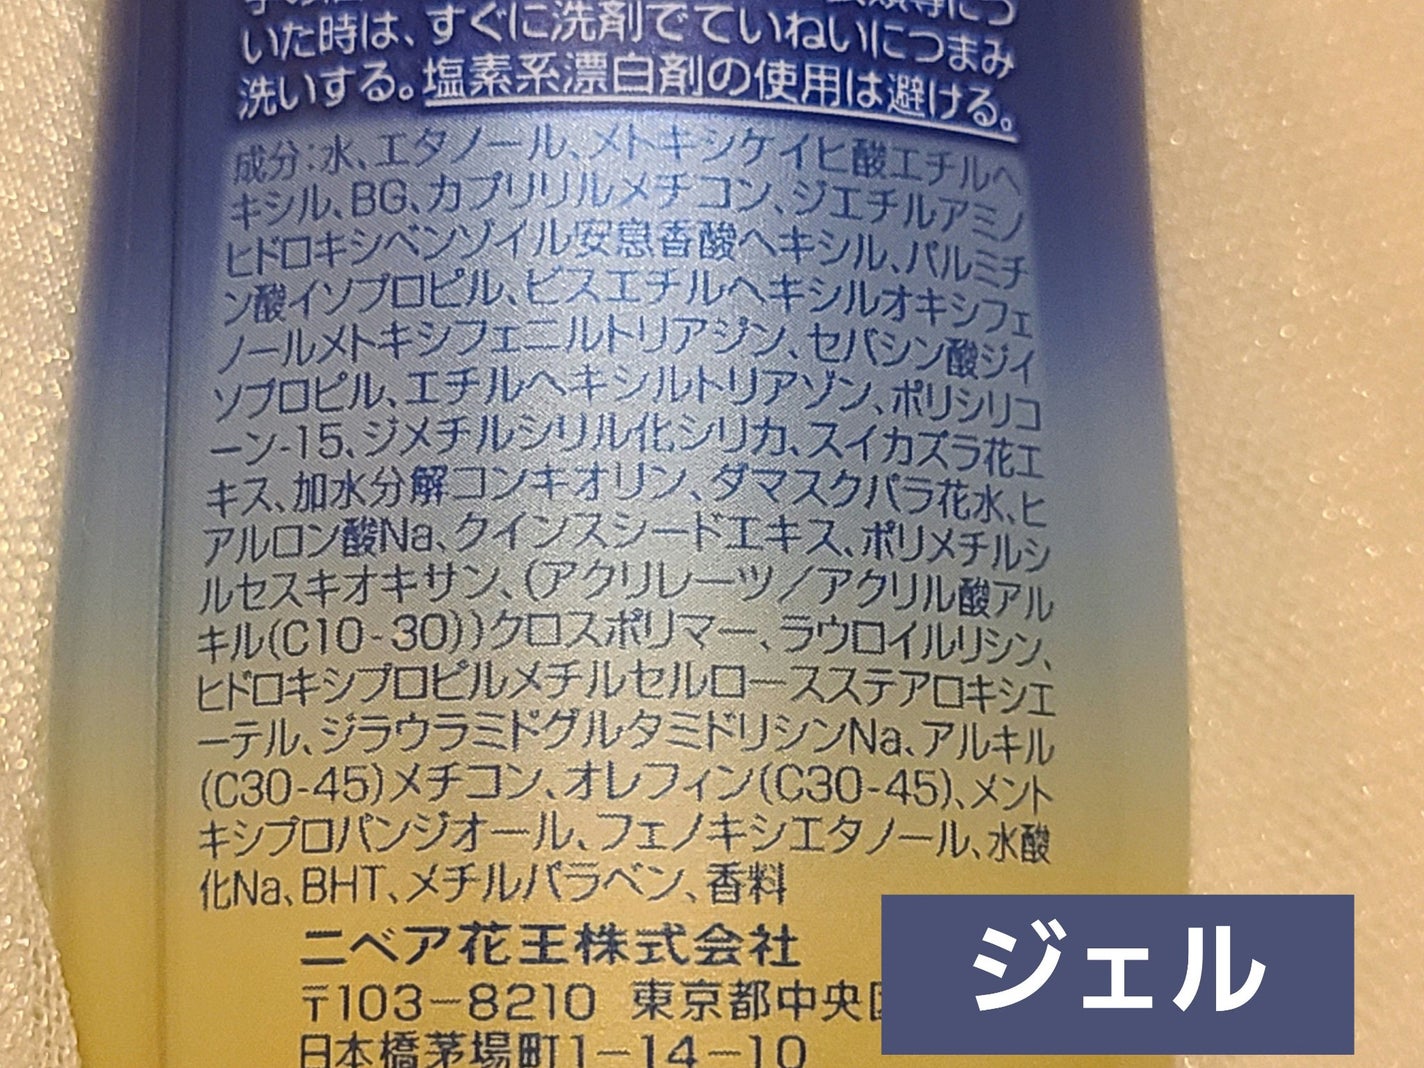 いた時は、すぐに洗剤でていねいにつまみ
洗いする。塩素系漂白剤の使用は避ける。
成分：水、エタノール、メトキシケイヒ酸エチルヘ
キシル、BG、カプリリルメチコン、ジエチルアミノ
ヒドロキシベンゾイル安息香酸ヘキシル、パルミチ
ン酸イソプロピル、ビスエチルヘキシルオキシフェ
ノールメトキシフェニルトリアジン、セバシン酸ジイ
ソプロピル、エチルヘキシルトリアゾン、ポリシリコ
ーン-15、ジメチルシリル化シリカ、スイカズラ花エ
キス、加水分解コンキオリン、ダマスクバラ花水、ヒ
アルロン酸Na、クインスシードエキス、ポリメチルシ
ルセスキオキサン、(アクリレーツ／アクリル酸アル
キル(C10-30))クロスポリマー、ラウロイルリシン、
ヒドロキシプロピルメチルセルロースステアロキシエ
ーテル、ジラウラミドグルタミドリシンNa、アルキル
(C30-45)メチコン、オレフィン(C30-45)、メント
キシプロパンジオール、フェノキシエタノール、水酸
化Na、BHT、メチルパラベン、香料
ニベア花王株式会社
〒103－8210 東京都中央区
日本橋茅場町1－14－10
ジェル